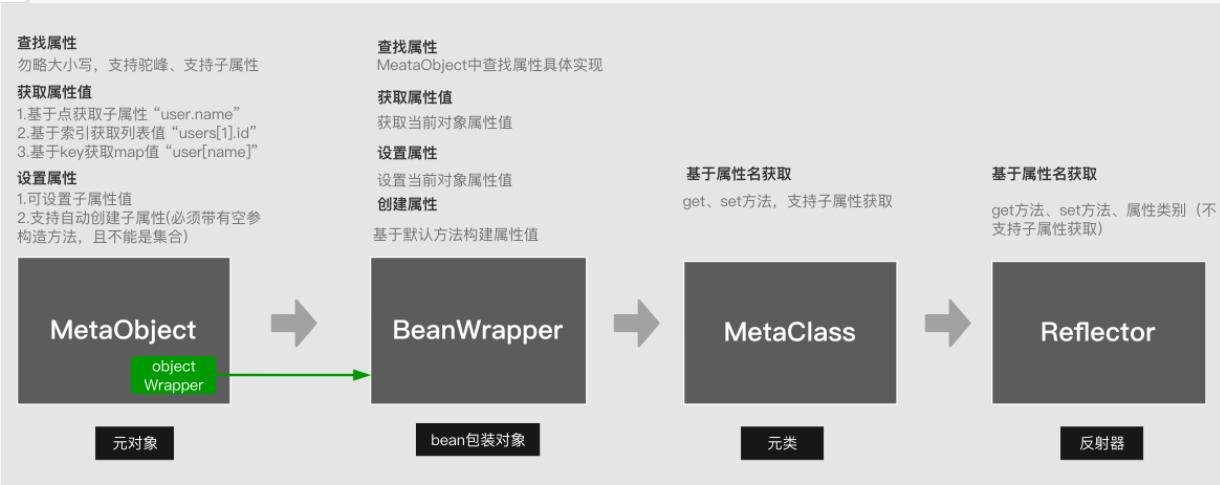 查找属性
勿略大小写，支持驼峰、支持子属性
获取属性值
1.基于点获取子属性 “user.name”
2.基于索引获取列表值 “users[1].id”
3.基于key获取map值 “user[name]”
设置属性
1.可设置子属性值
2.支持自动创建子属性(必须带有空参
构造方法，且不能是集合）
MetaObject
object
Wrapper
元对象
查找属性
MeataObject中查找属性具体实现
获取属性值
获取当前对象属性值
设置属性
设置当前对象属性值
创建属性
基于默认方法构建属性值
BeanWrapper
bean包装对象
基于属性名获取
get、set方法，支持子属性获取
MetaClass
元类
基于属性名获取
get方法、set方法、属性类别（不
支持子属性获取）
Reflector
反射器